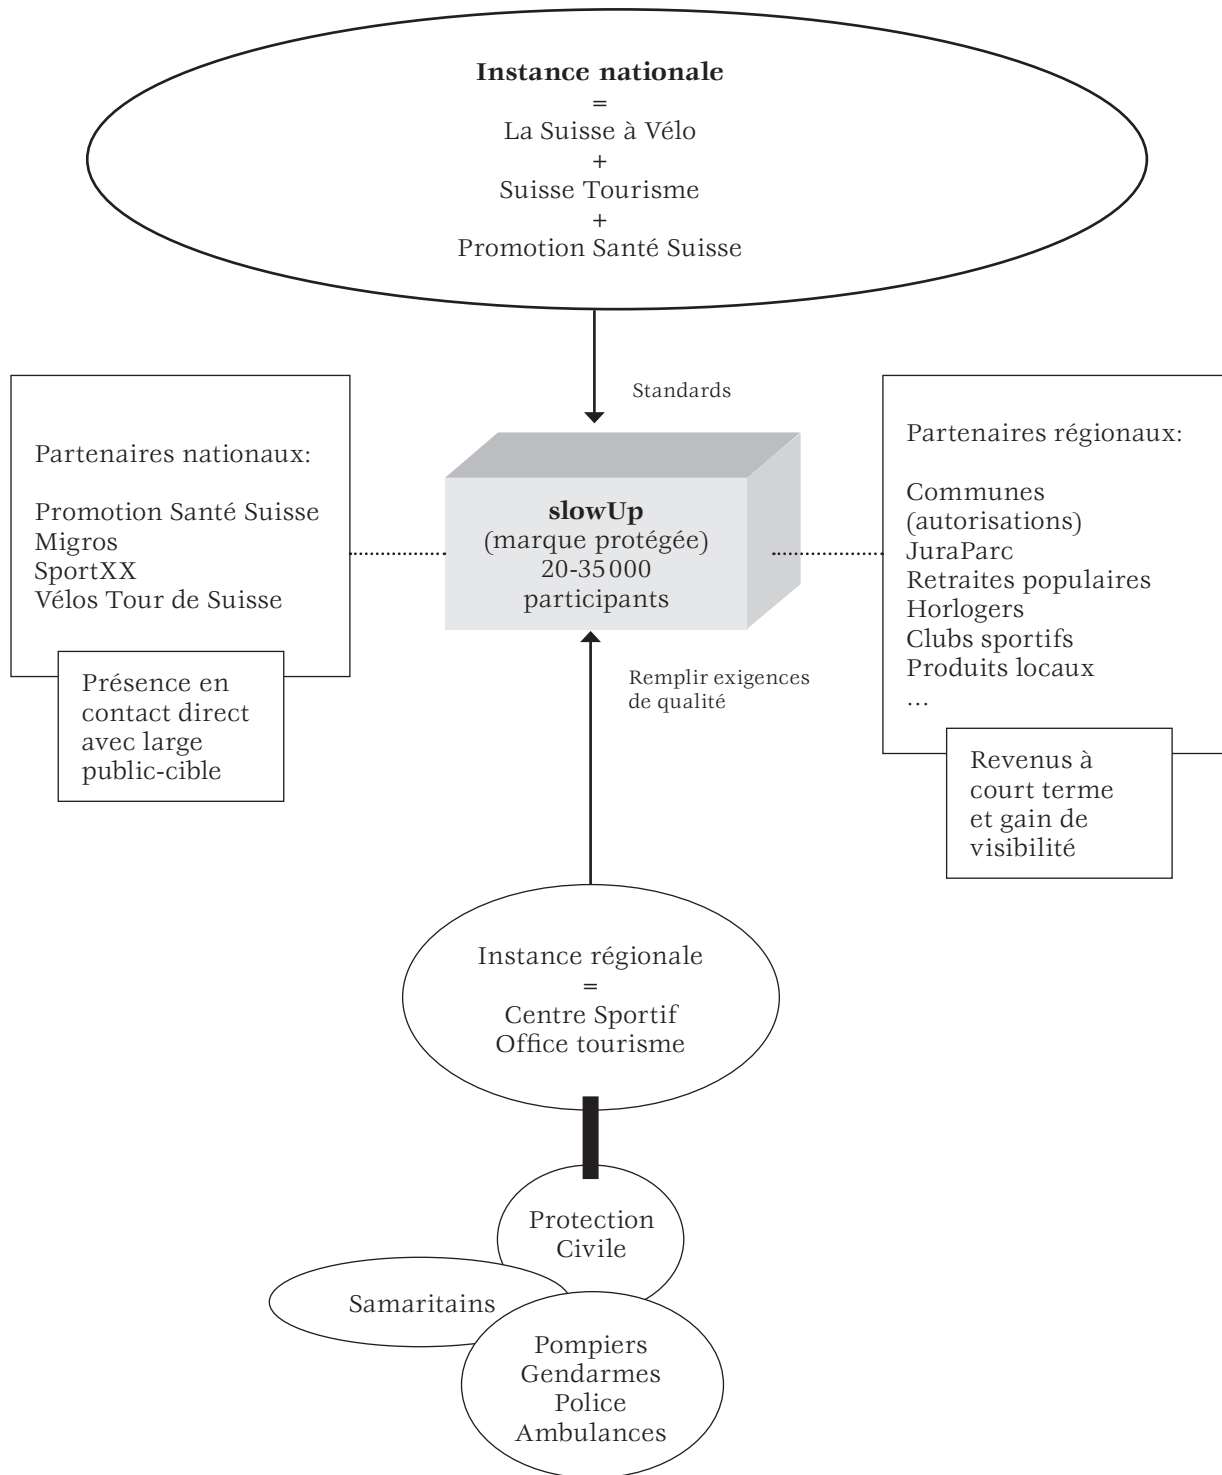 Instance nationale
=
La Suisse à Vélo
+
Suisse Tourisme
+
Promotion Santé Suisse
Standards
Partenaires nationaux:
Promotion Santé Suisse
Migros
SportXX
Vélos Tour de Suisse
Présence en
contact direct
avec large
public-cible
slowUp
(marque protégée)
20-35 000
participants
Partenaires régionaux:
Communes
(autorisations)
JuraParc
Retraites populaires
Horlogers
Clubs sportifs
Produits locaux
...
Revenus à
court terme
et gain de
visibilité
Remplir exigences
de qualité
Instance régionale
=
Centre Sportif
Office tourisme
Protection
Civile
Samaritains
Pompiers
Gendarmes
Police
Ambulances